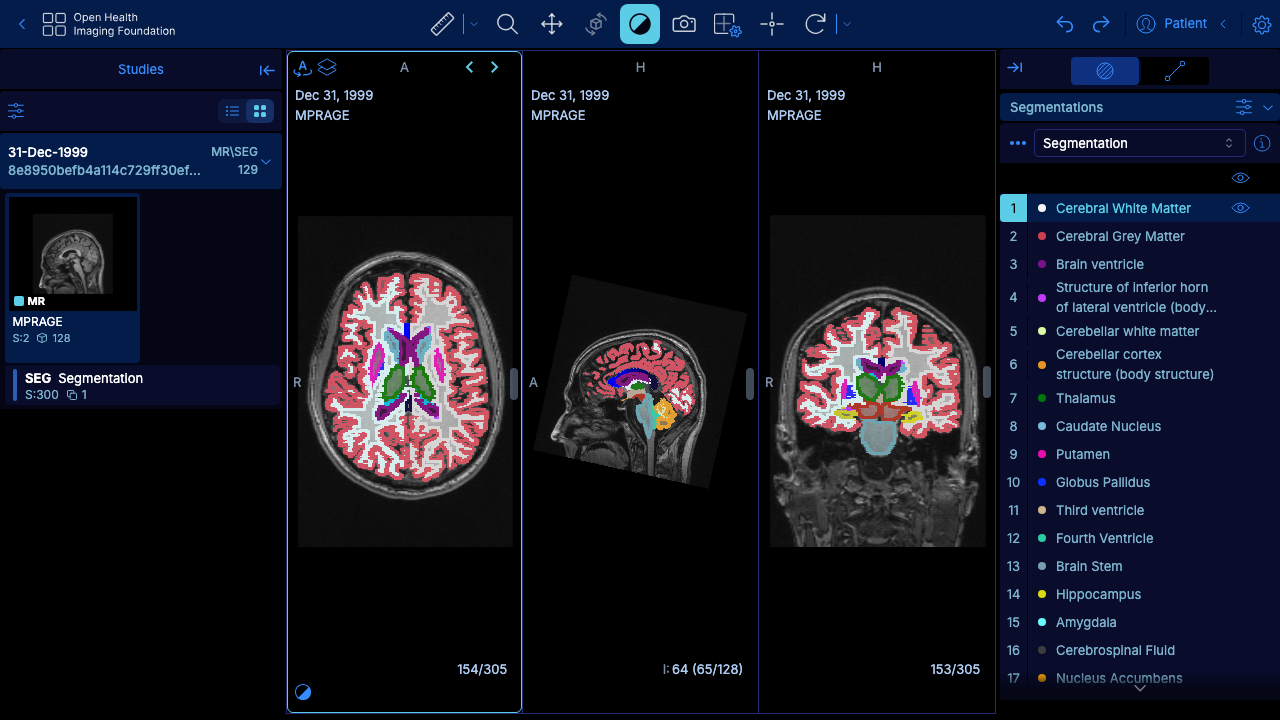 Open Health
Imaging Foundation
Patient
Studies
31-Dec-1999
MR\SEG
8e8950befb4a114c729ff30ef...
129
MR
MPRAGE
S:2 128
SEG Segmentation
S:300 1
A
Dec 31, 1999
MPRAGE
R
154/305
H
Dec 31, 1999
MPRAGE
A
I: 64 (65/128)
H
Dec 31, 1999
MPRAGE
R
153/305
Segmentations
Segmentation
1 Cerebral White Matter
2 Cerebral Grey Matter
3 Brain ventricle
4 Structure of inferior horn
of lateral ventricle (body...
5 Cerebellar white matter
6 Cerebellar cortex
structure (body structure)
7 Thalamus
8 Caudate Nucleus
9 Putamen
10 Globus Pallidus
11 Third ventricle
12 Fourth Ventricle
13 Brain Stem
14 Hippocampus
15 Amygdala
16 Cerebrospinal Fluid
17 Nucleus Accumbens